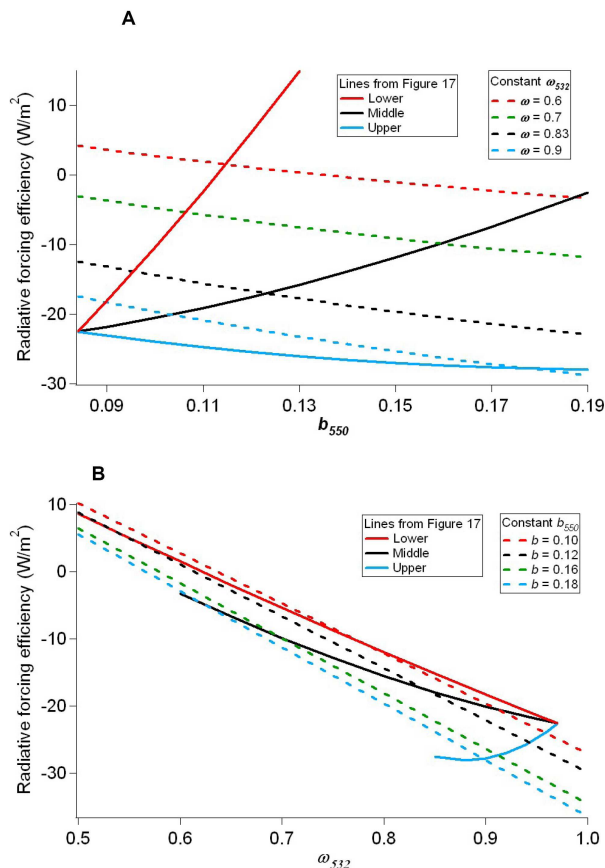 A
Radiative forcing efficiency (W/m²)
10
0
-10
-20
-30
Lines from Figure 17
Lower
Middle
Upper
Constant ω532
ω = 0.6
ω = 0.7
ω = 0.83
ω = 0.9
0.09 0.11 0.13 0.15 0.17 0.19
b550
B
Radiative forcing efficiency (W/m²)
10
0
-10
-20
-30
Lines from Figure 17
Lower
Middle
Upper
Constant b550
b = 0.10
b = 0.12
b = 0.16
b = 0.18
0.5 0.6 0.7 0.8 0.9 1.0
ω532